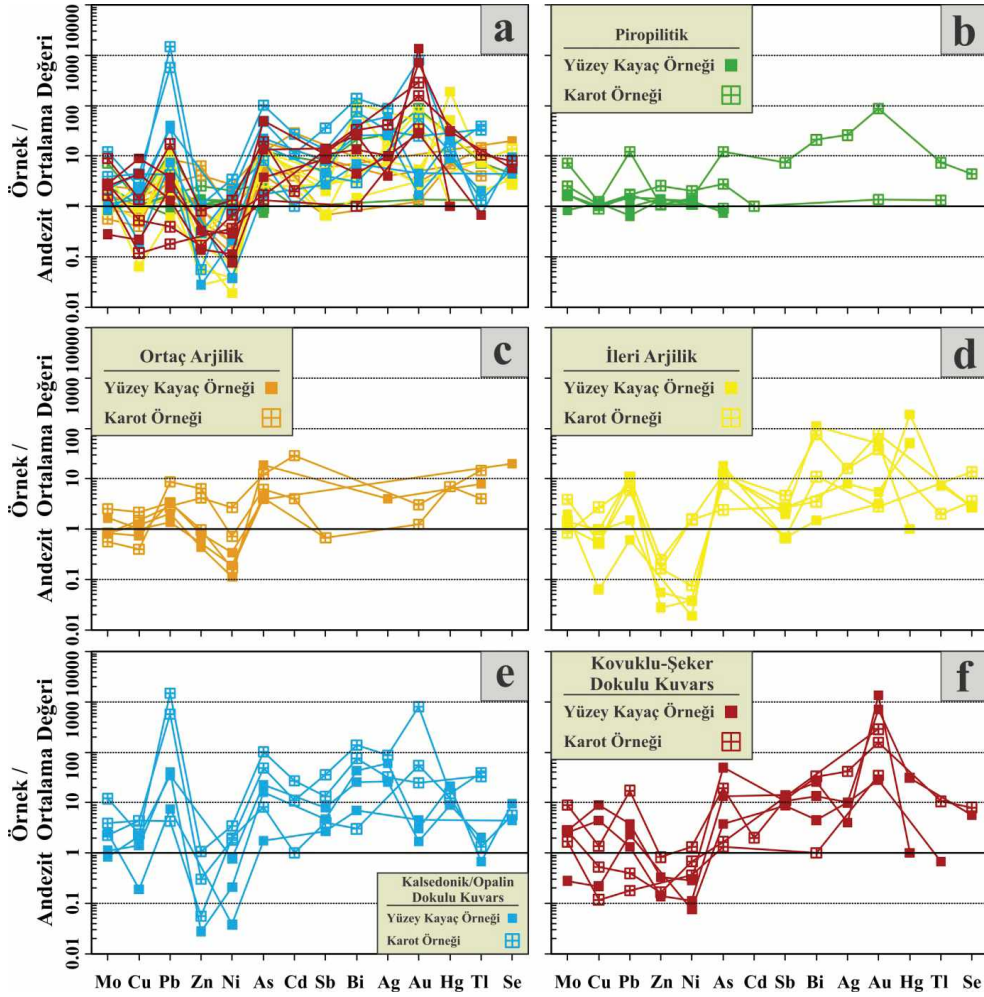 Örnek / Andezit Ortalama Değeri
10000
1000
100
10
1
0.1
0.01
a
b
Piropilitik
Yüzey Kayaç Örneği
Karot Örneği
Örnek / Andezit Ortalama Değeri
10000
1000
100
10
1
0.1
0.01
Ortaç Arjilik
Yüzey Kayaç Örneği
Karot Örneği
c
İleri Arjilik
Yüzey Kayaç Örneği
Karot Örneği
d
Örnek / Andezit Ortalama Değeri
10000
1000
100
10
1
0.1
0.01
e
Kalsedonik/Opalin
Dokulu Kuvars
Yüzey Kayaç Örneği
Karot Örneği
Kovuklu-Şeker
Dokulu Kuvars
Yüzey Kayaç Örneği
Karot Örneği
f
Mo Cu Pb Zn Ni As Cd Sb Bi Ag Au Hg Tl Se
Mo Cu Pb Zn Ni As Cd Sb Bi Ag Au Hg Tl Se